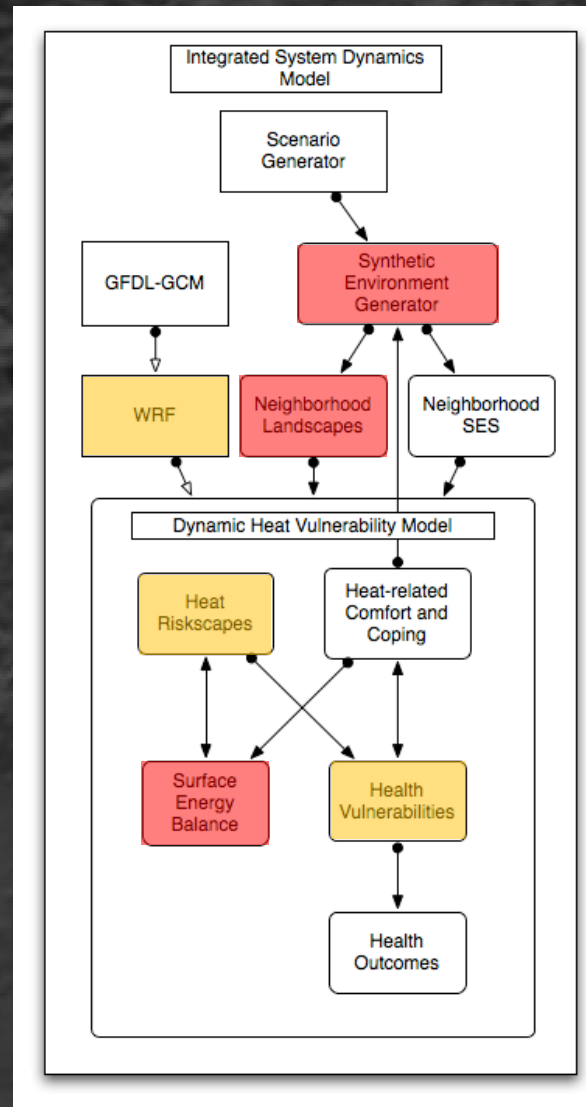 Integrated System Dynamics
Model
Scenario
Generator
GFDL-GCM
Synthetic
Environment
Generator
WRF
Neighborhood
Landscapes
Neighborhood
SES
Dynamic Heat Vulnerability Model
Heat
Riskscapes
Heat-related
Comfort and
Coping
Surface
Energy
Balance
Health
Vulnerabilities
Health
Outcomes